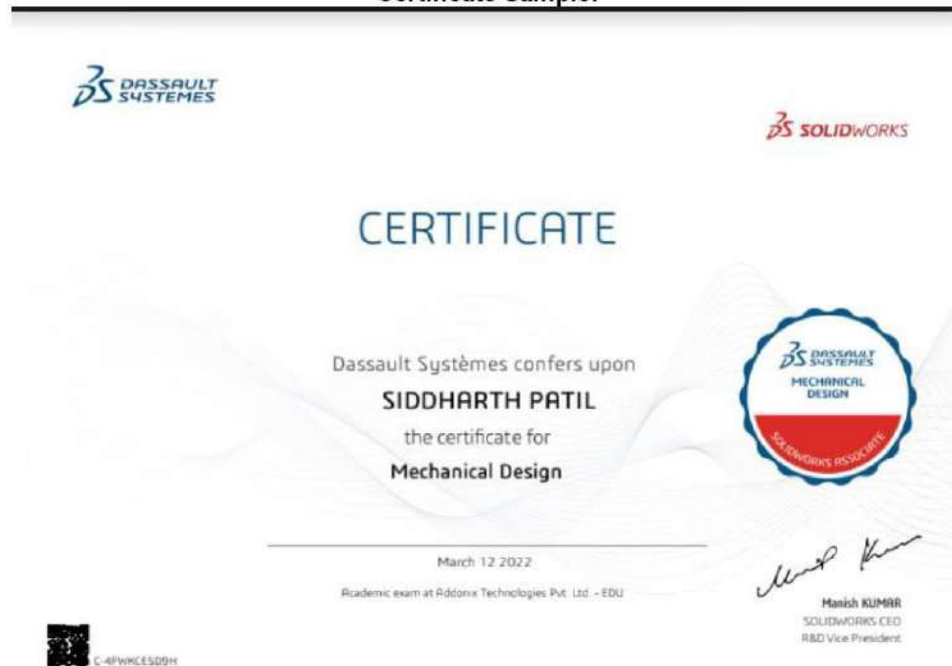 Certificate Sample:
DASSAULT
SYSTEMES
SOLIDWORKS
CERTIFICATE
Dassault Systèmes confers upon
SIDDHARTH PATIL
the certificate for
Mechanical Design
DASSAULT
SYSTEMES
MECHANICAL
DESIGN
SOLIDWORKS ASSOCIATE
March 12 2022
Academic exam at Addonix Technologies Pvt. Ltd. - EDU
Manish KUMAR
SOLIDWORKS CEO
R&D Vice President
C-4FWKCESD9H